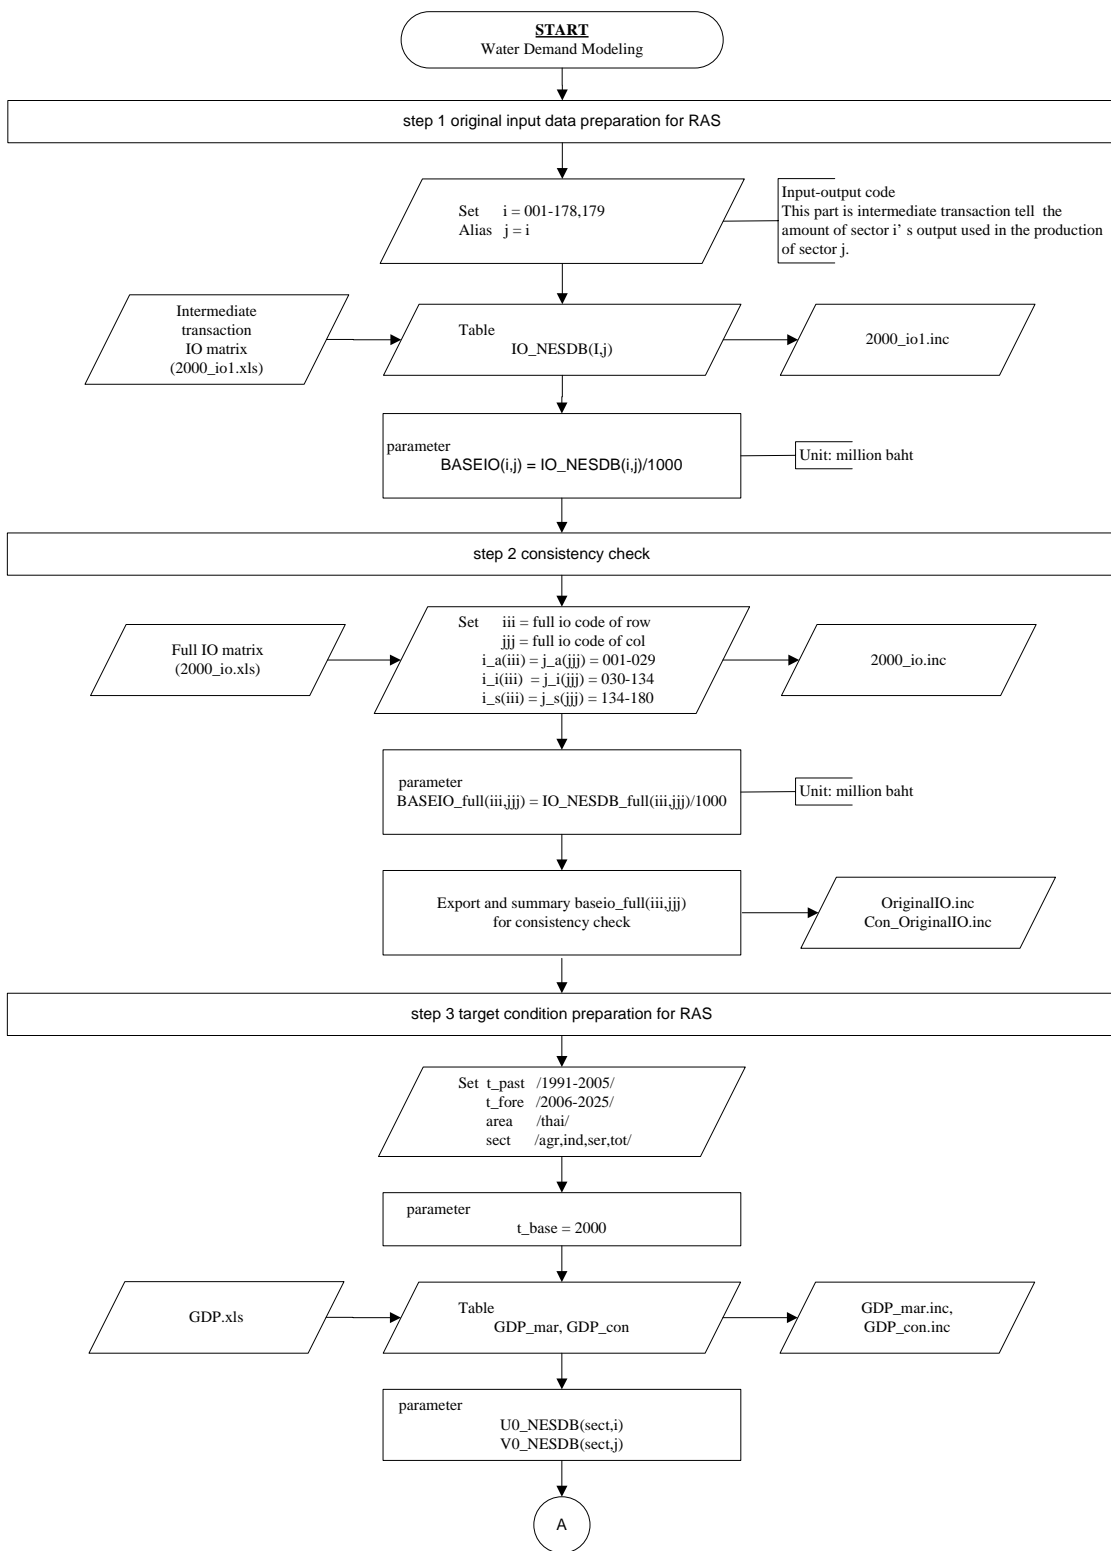 START
Water Demand Modeling
step 1 original input data preparation for RAS
Set i = 001-178,179
Alias j = i
Input-output code
This part is intermediate transaction tell the
amount of sector i' s output used in the production
of sector j.
Intermediate
transaction
IO matrix
(2000_io1.xls)
Table
IO_NESDB(I,j)
2000_io1.inc
parameter
BASEIO(i,j) = IO_NESDB(i,j)/1000
Unit: million baht
step 2 consistency check
Full IO matrix
(2000_io.xls)
Set iii = full io code of row
jjj = full io code of col
i_a(iii) = j_a(jjj) = 001-029
i_i(iii) = j_i(jjj) = 030-134
i_s(iii) = j_s(jjj) = 134-180
2000_io.inc
parameter
BASEIO_full(iii,jjj) = IO_NESDB_full(iii,jjj)/1000
Unit: million baht
Export and summary baseio_full(iii,jjj)
for consistency check
OriginalIO.inc
Con_OriginalIO.inc
step 3 target condition preparation for RAS
Set t_past /1991-2005/
t_fore /2006-2025/
area /thai/
sect /agr,ind,ser,tot/
parameter
t_base = 2000
GDP.xls
Table
GDP_mar, GDP_con
GDP_mar.inc,
GDP_con.inc
parameter
U0_NESDB(sect,i)
V0_NESDB(sect,j)
A